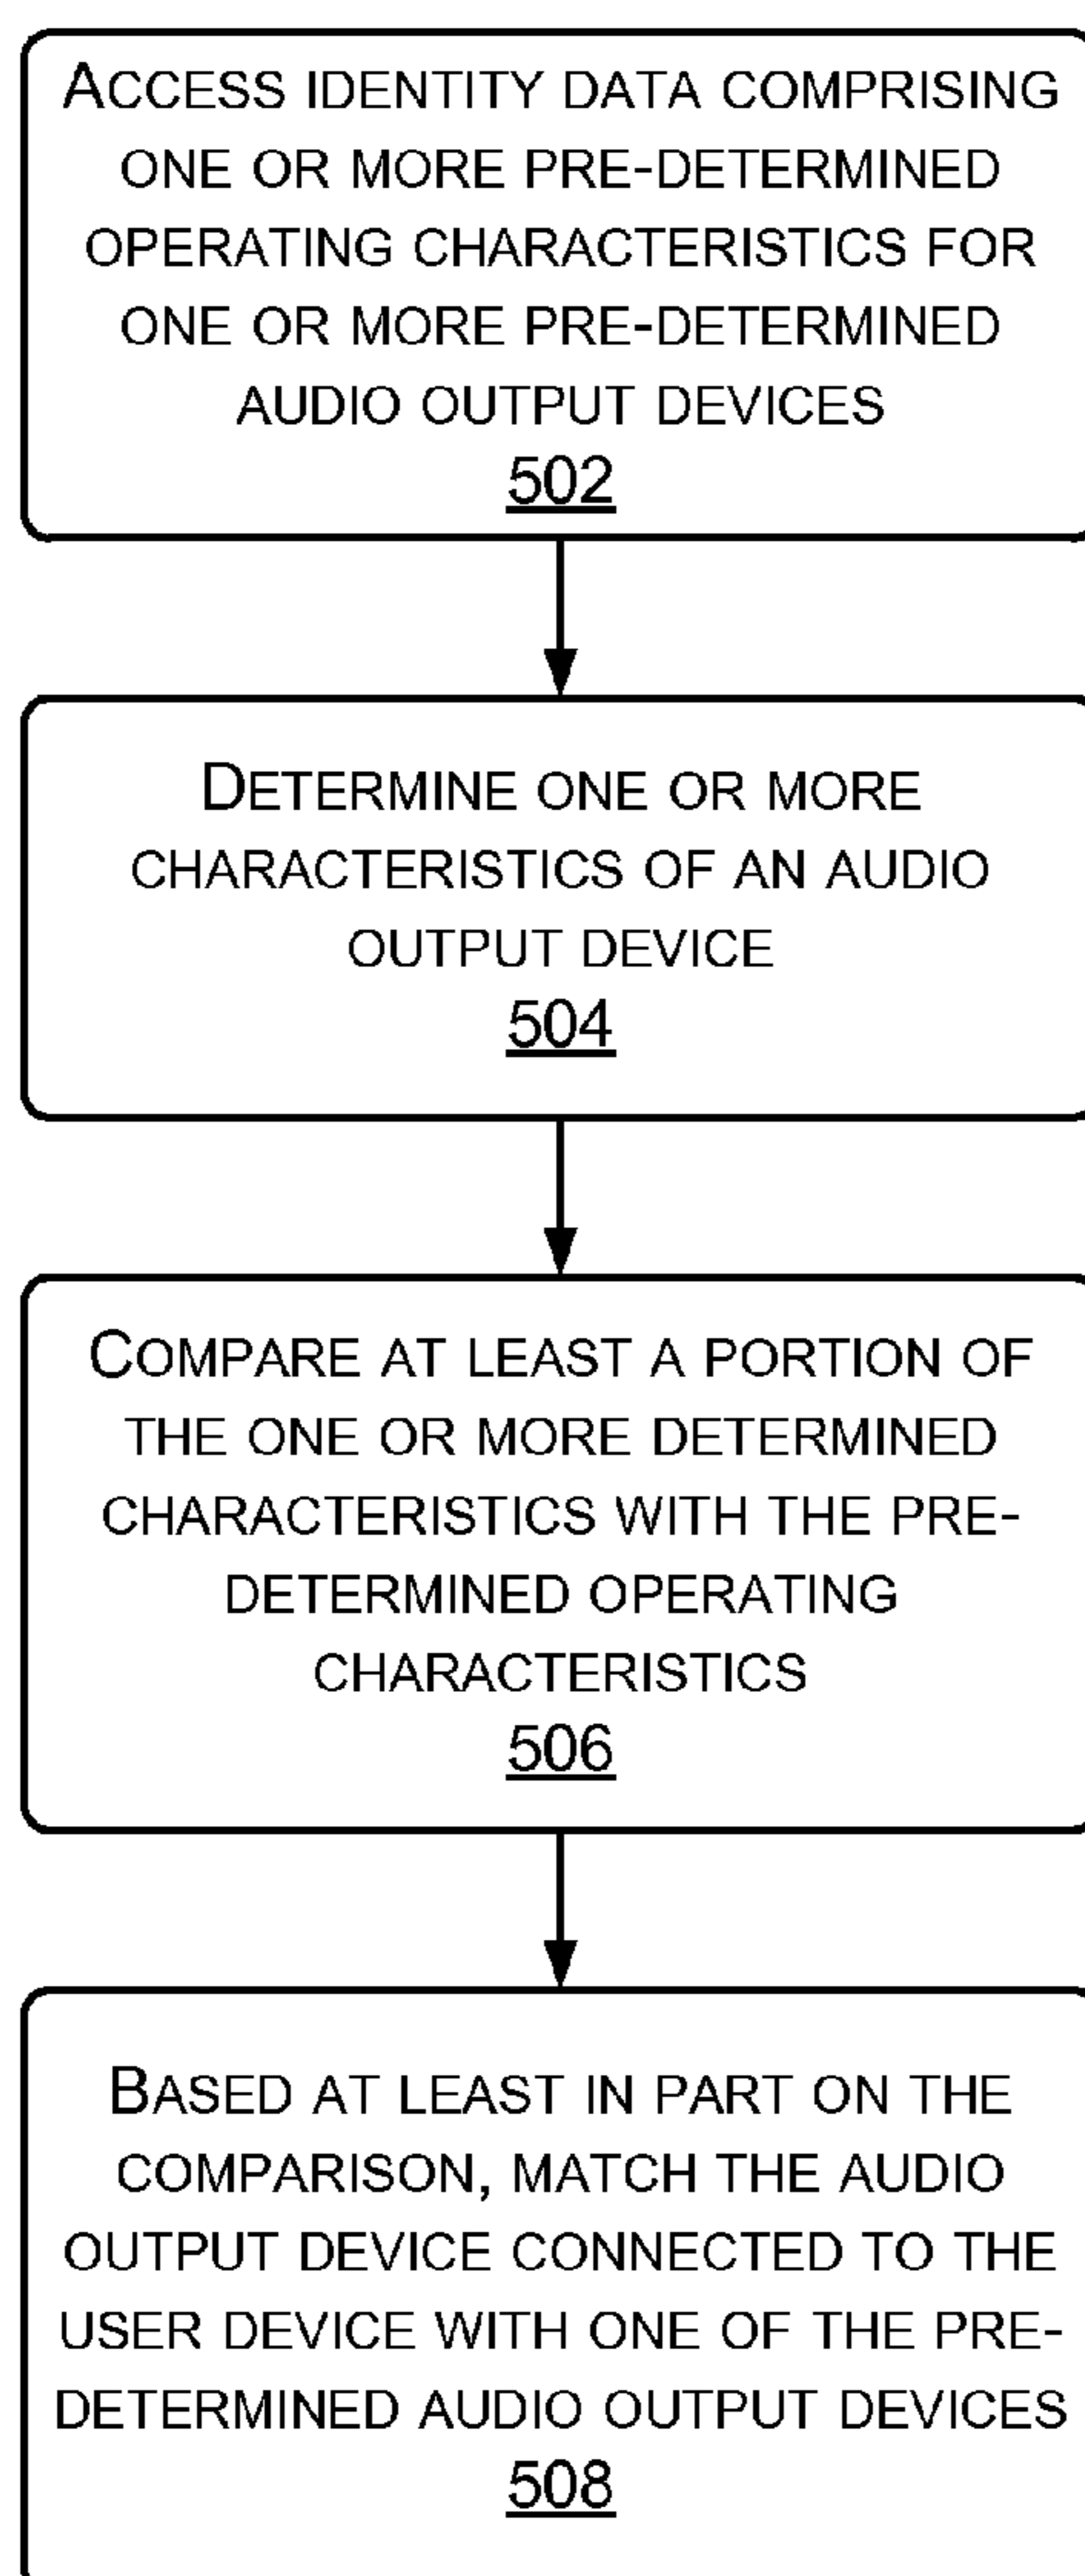 ACCESS IDENTITY DATA COMPRISING
ONE OR MORE PRE-DETERMINED
OPERATING CHARACTERISTICS FOR
ONE OR MORE PRE-DETERMINED
AUDIO OUTPUT DEVICES
502
DETERMINE ONE OR MORE
CHARACTERISTICS OF AN AUDIO
OUTPUT DEVICE
504
COMPARE AT LEAST A PORTION OF
THE ONE OR MORE DETERMINED
CHARACTERISTICS WITH THE PRE-
DETERMINED OPERATING
CHARACTERISTICS
506
BASED AT LEAST IN PART ON THE
COMPARISON, MATCH THE AUDIO
OUTPUT DEVICE CONNECTED TO THE
USER DEVICE WITH ONE OF THE PRE-
DETERMINED AUDIO OUTPUT DEVICES
508